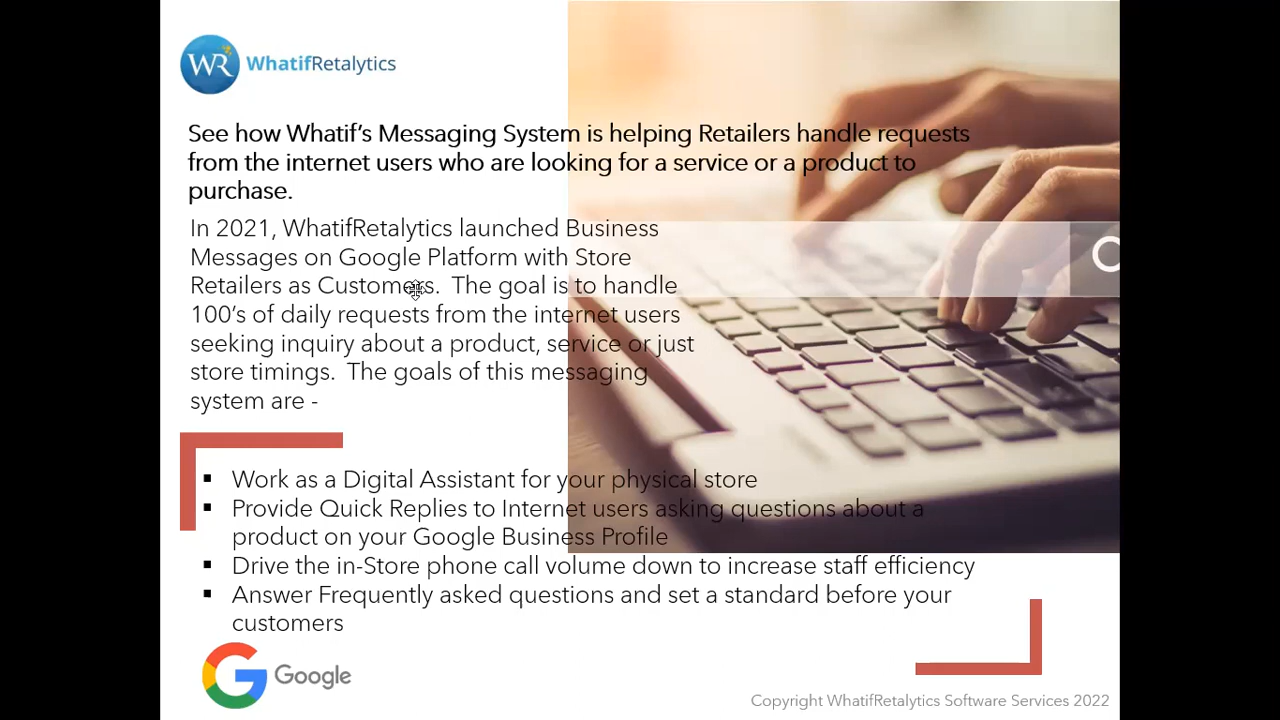 WR WhatifRetalytics
See how Whatif's Messaging System is helping Retailers handle requests
from the internet users who are looking for a service or a product to
purchase.
In 2021, WhatifRetalytics launched Business
Messages on Google Platform with Store
Retailers as Customers.  The goal is to handle
100's of daily requests from the internet users
seeking inquiry about a product, service or just
store timings.  The goals of this messaging
system are -
▪ Work as a Digital Assistant for your physical store
▪ Provide Quick Replies to Internet users asking questions about a
product on your Google Business Profile
▪ Drive the in-Store phone call volume down to increase staff efficiency
▪ Answer Frequently asked questions and set a standard before your
customers
G Google
Copyright WhatifRetalytics Software Services 2022